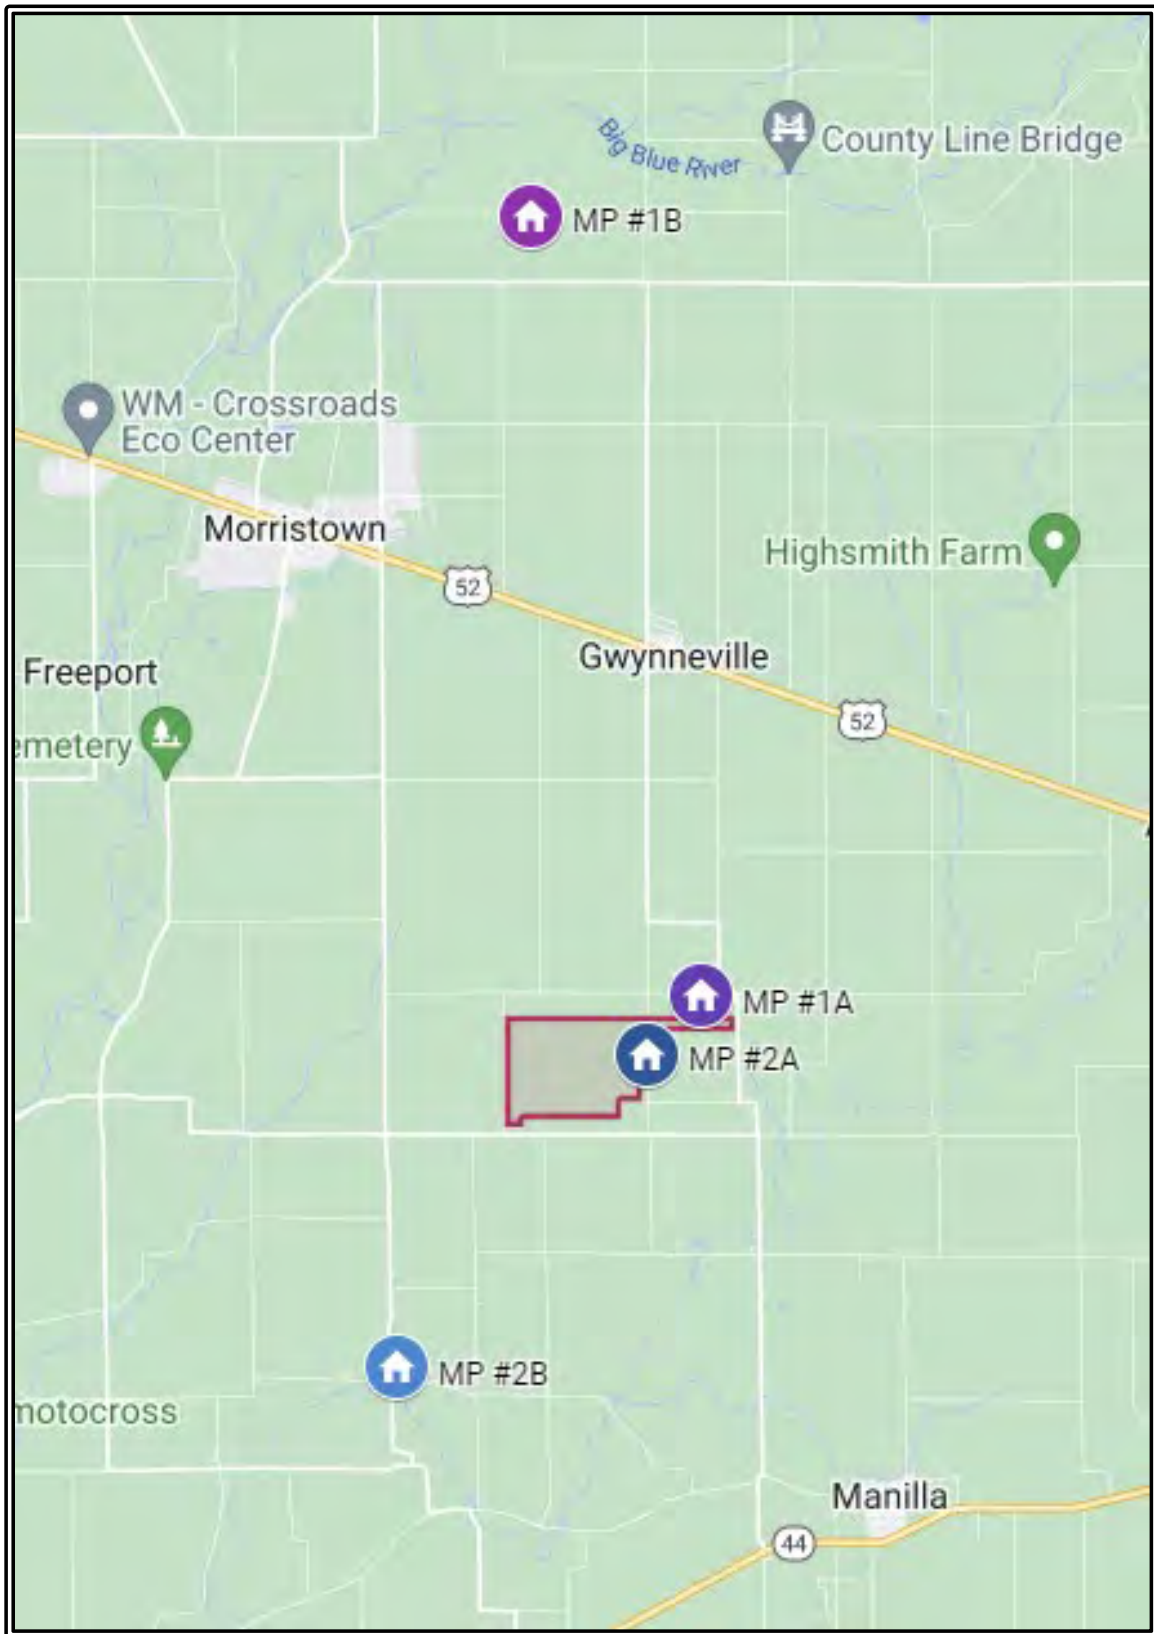 Big Blue River
County Line Bridge
MP #1B
WM - Crossroads
Eco Center
Morristown
52
Highsmith Farm
Gwynneville
Freeport
52
emetery
MP #1A
MP #2A
MP #2B
motocross
Manilla
44